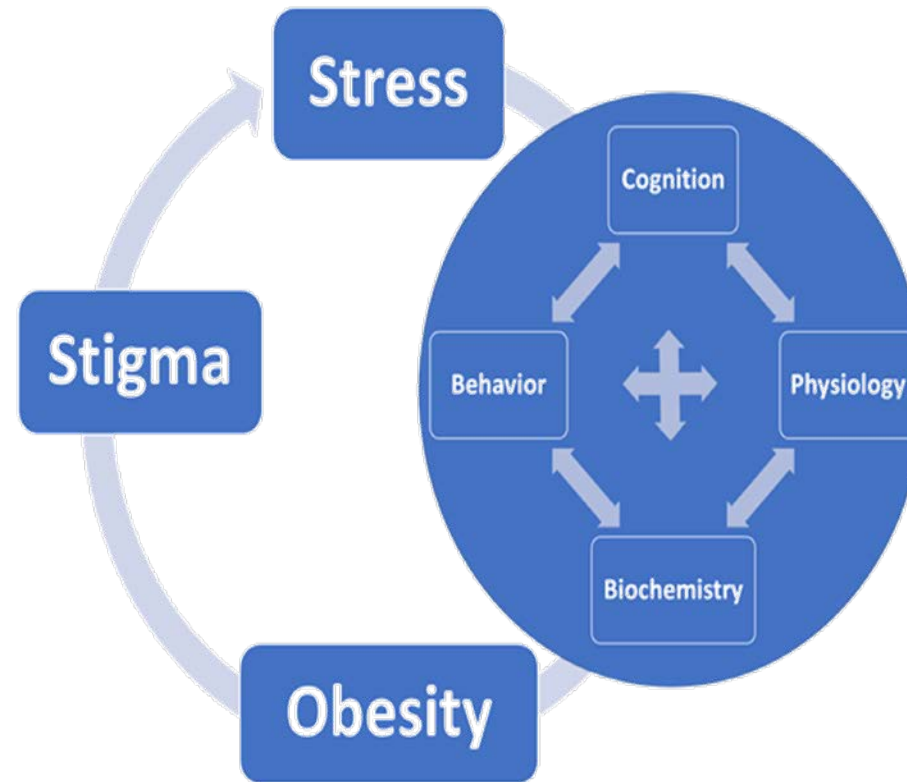 Stress
Cognition
Stigma
Behavior
Physiology
Biochemistry
Obesity